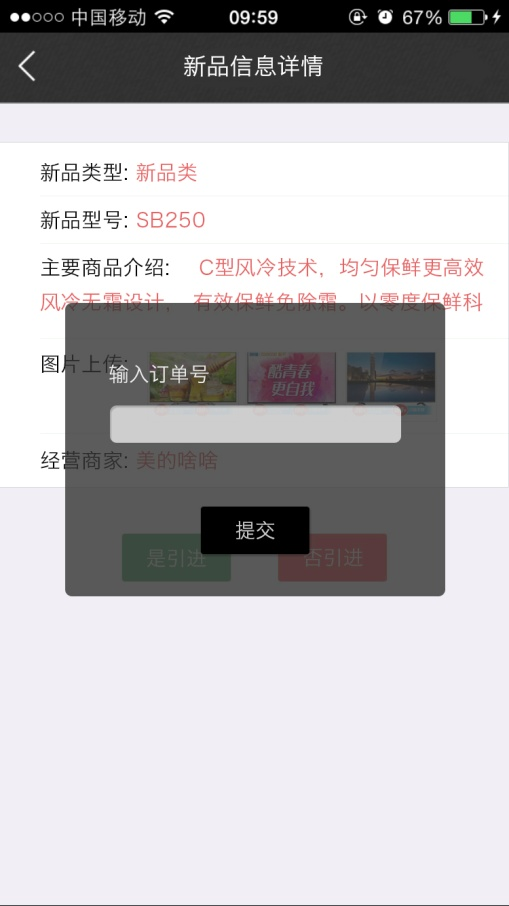 中国移动 09:59 67%
新品信息详情
新品类型: 新品类
新品型号: SB250
主要商品介绍: C型风冷技术，均匀保鲜更高效
风冷无霜设计， 有效保鲜免除霜。以零度保鲜科
图片上传:
酷青春
更自我
输入订单号
经营商家: 美的啥啥
提交
是引进 否引进